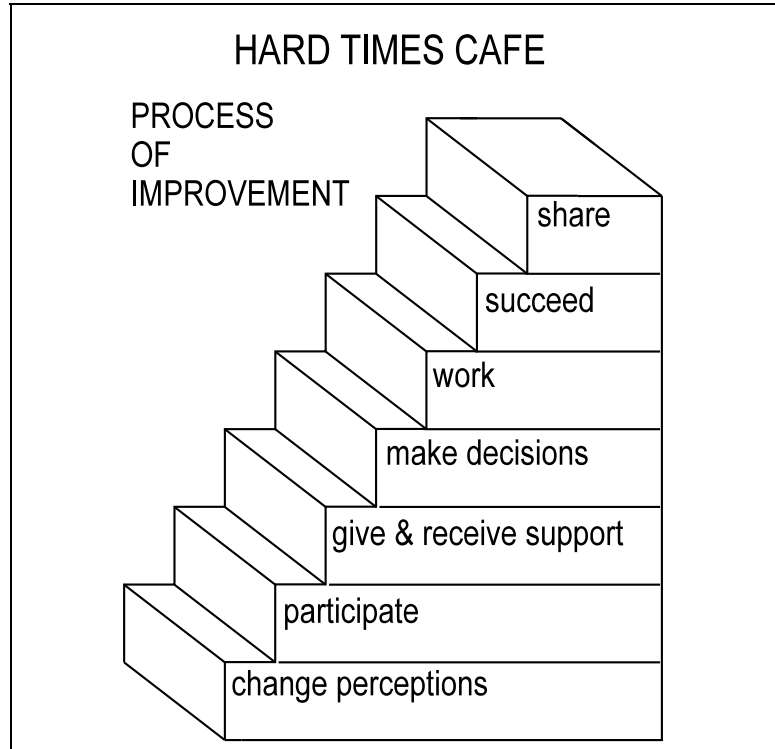 HARD TIMES CAFE
PROCESS
OF
IMPROVEMENT
share
succeed
work
make decisions
give & receive support
participate
change perceptions